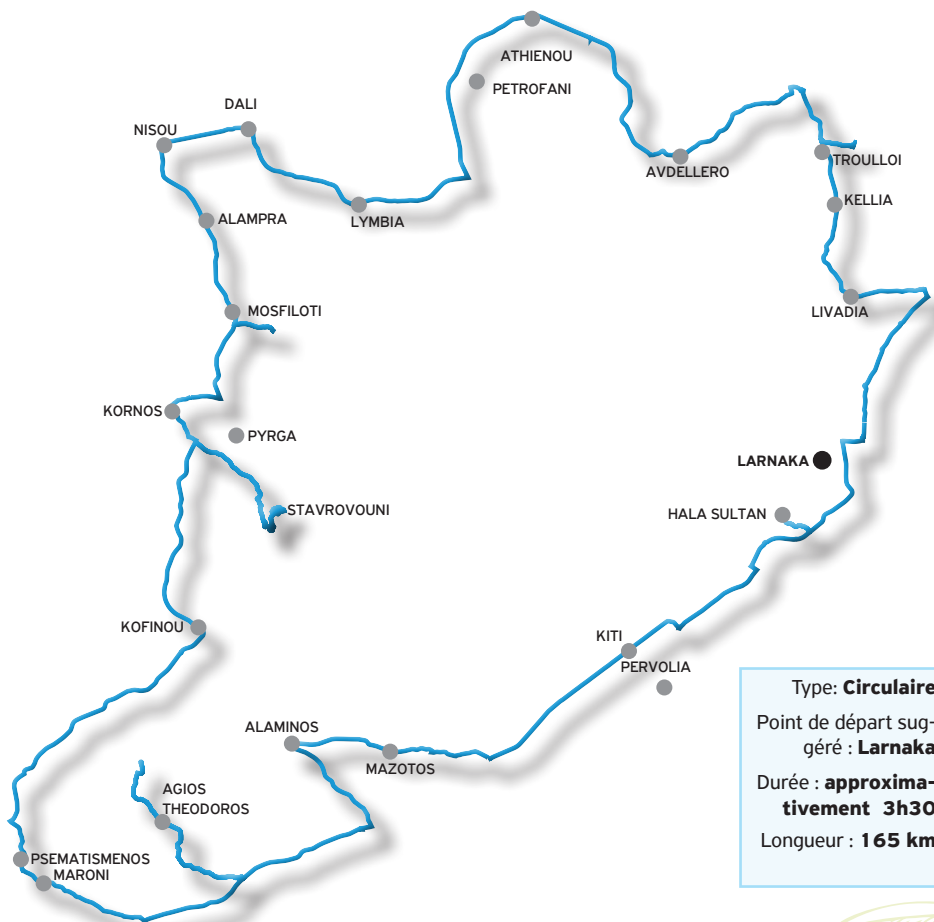 ATHIENOU
PETROFANI
DALI
NISOU
AVDELLERO
TROULLOI
KELLIA
ALAMPRA
LYMBIA
MOSFILOTI
LIVADIA
KORNOS
PYRGA
LARNAKA
STAVROVOUNI
HALA SULTAN
KOFINOU
KITI
PERVOLIA
ALAMINOS
MAZOTOS
AGIOS
THEODOROS
PSEMATISMENOS
MARONI
Type: Circulaire
Point de départ sug-
géré : Larnaka
Durée : approxima-
tivement 3h30
Longueur : 165 km